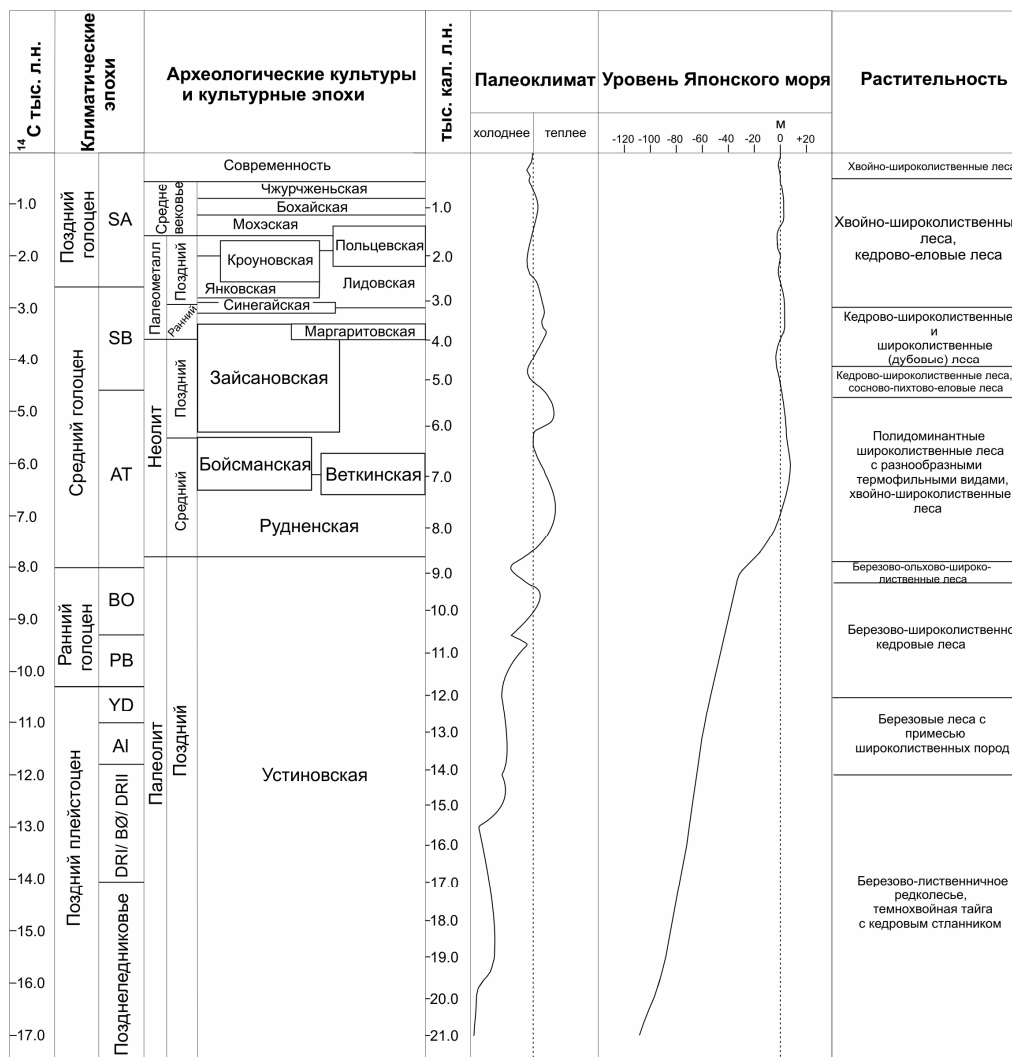 ¹⁴ C тыс. л.н.
Климатические
эпохи
Археологические культуры
и культурные эпохи
тыс. кал. л.н.
Палеоклимат
холоднее
теплее
Уровень Японского моря
м
-120 -100 -80 -60 -40 -20 0 +20
Растительность
-1.0
-2.0
-3.0
-4.0
-5.0
-6.0
-7.0
-8.0
-9.0
-10.0
-11.0
-12.0
-13.0
-14.0
-15.0
-16.0
-17.0
Поздний
голоцен
Средний голоцен
Ранний
голоцен
Поздний плейстоцен
SA
SB
AT
BO
PB
YD
Al
DRI/ BØ/ DRII
Позднеледниковье
Современность
Средне
вековье
Чжурчженьская
Бохайская
Мохэская
Палеометалл
Поздний
Польцевская
Кроуновская
Янковская
Лидовская
Ранний
Синегайская
Маргаритовская
Неолит
Поздний
Зайсановская
Средний
Бойсманская
Веткинская
Рудненская
Палеолит
Поздний
Устиновская
-1.0
-2.0
-3.0
-4.0
-5.0
-6.0
-7.0
-8.0
-9.0
-10.0
-11.0
-12.0
-13.0
-14.0
-15.0
-16.0
-17.0
-18.0
-19.0
-20.0
-21.0
Хвойно-широколиственные леса
Хвойно-широколиственны
леса,
кедрово-еловые леса
Кедрово-широколиственные
и
широколиственные
(дубовые) леса
Кедрово-широколиственные леса,
сосново-пихтово-еловые леса
Полидоминантные
широколиственные леса
с разнообразными
термофильными видами,
хвойно-широколиственные
леса
Березово-ольхово-широко-
лиственные леса
Березово-широколиственно
кедровые леса
Березовые леса с
примесью
широколиственных пород
Березово-лиственничное
редколесье,
темнохвойная тайга
с кедровым стланником